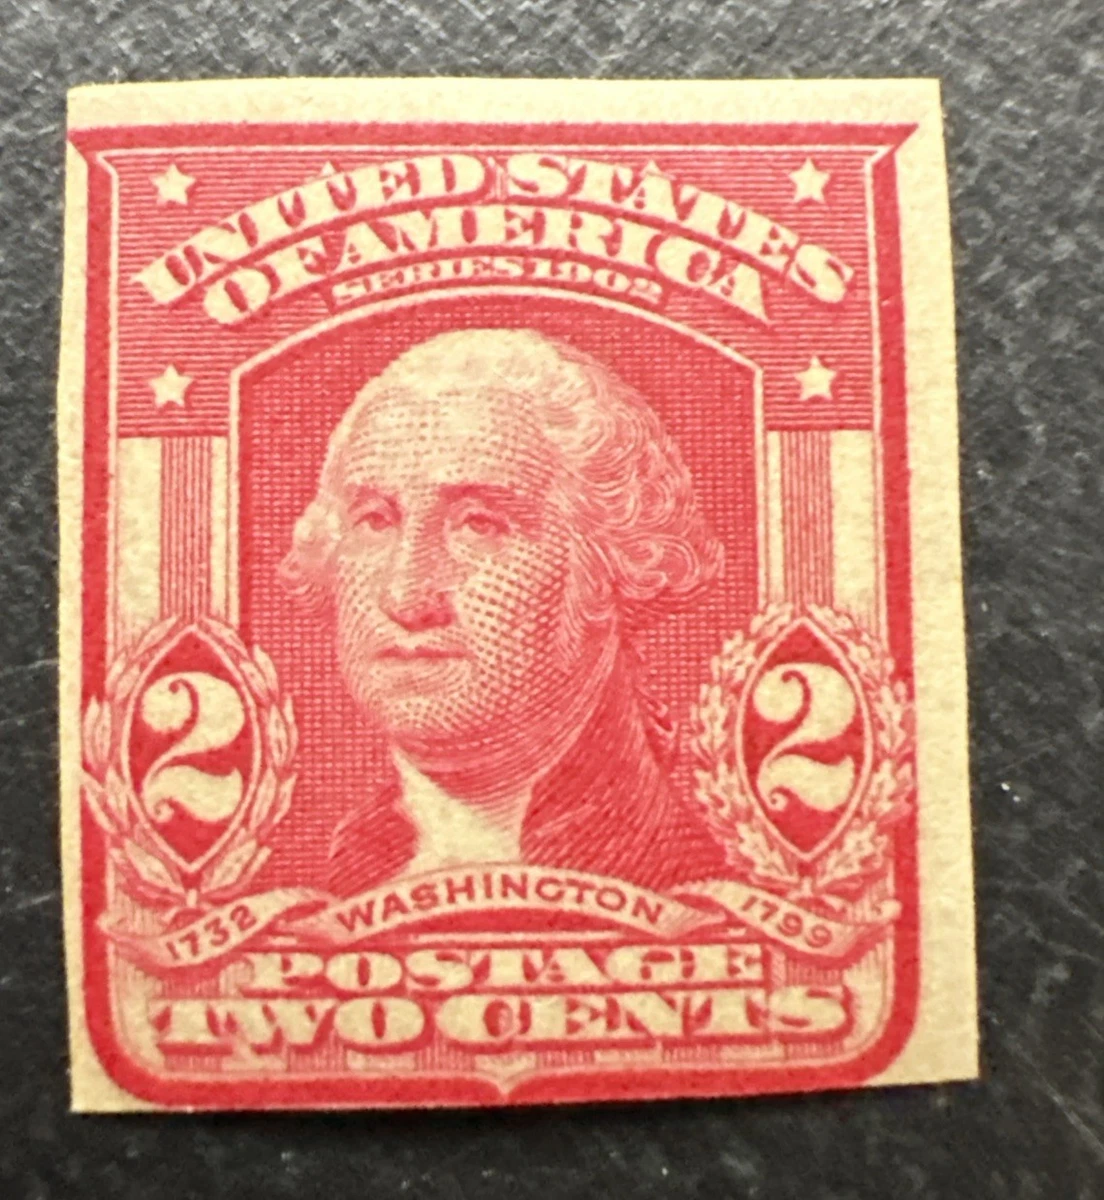 UNITED STATES
OF AMERICA
SERIES 1902
2 2
1732 WASHINGTON 1799
POSTAGE
TWO CENTS